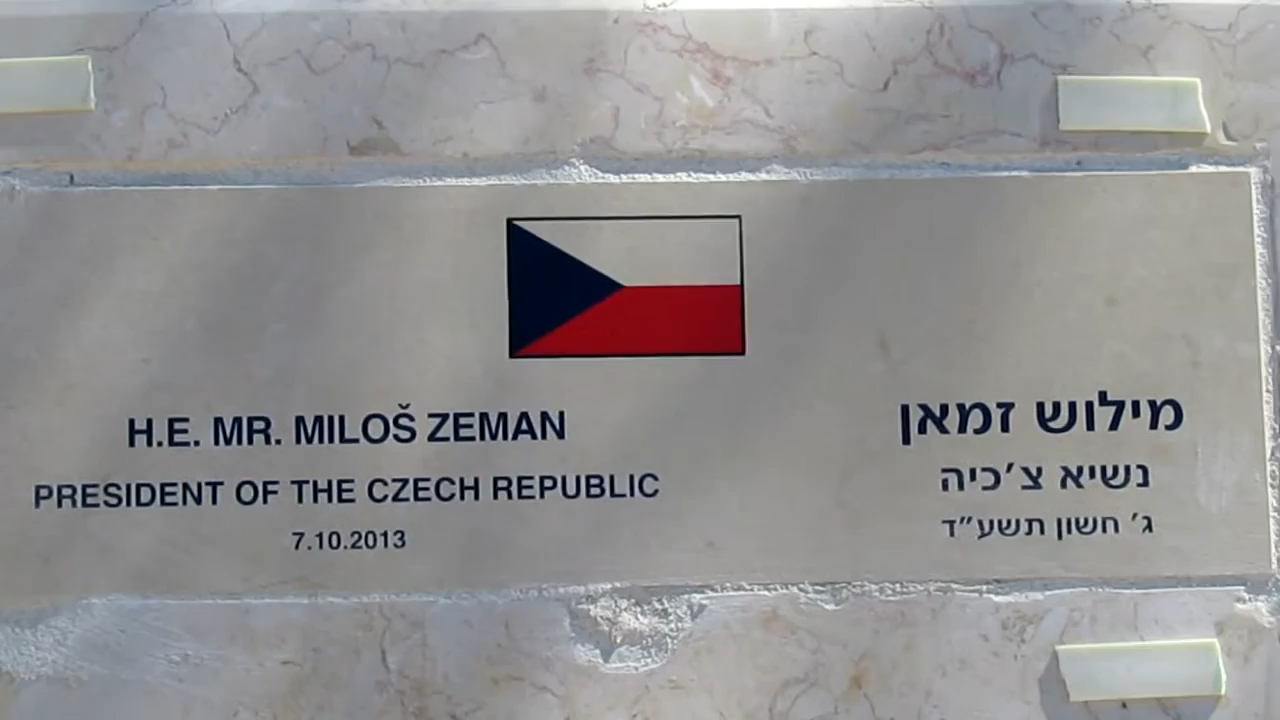 H.E. MR. MILOŠ ZEMAN
PRESIDENT OF THE CZECH REPUBLIC
7.10.2013
מילוש זמאן
נשיא צ'כיה
ג' חשון תשע"ד